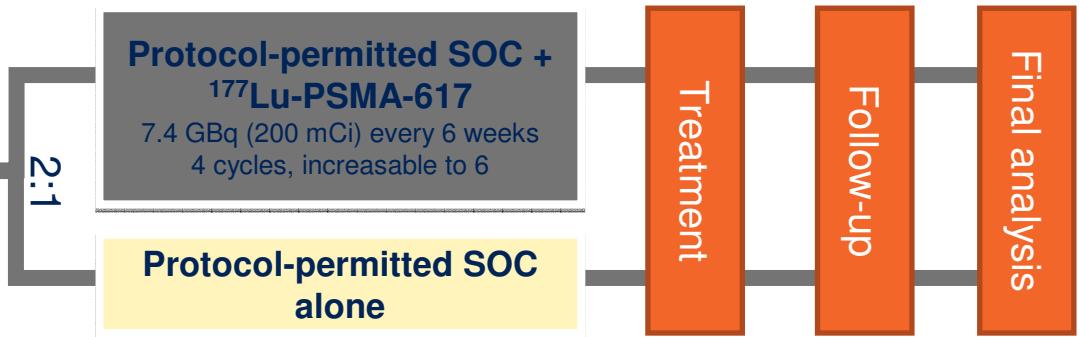 2:1
Protocol-permitted SOC +
¹⁷⁷Lu-PSMA-617
7.4 GBq (200 mCi) every 6 weeks
4 cycles, increasable to 6
Protocol-permitted SOC
alone
Treatment
Follow-up
Final analysis